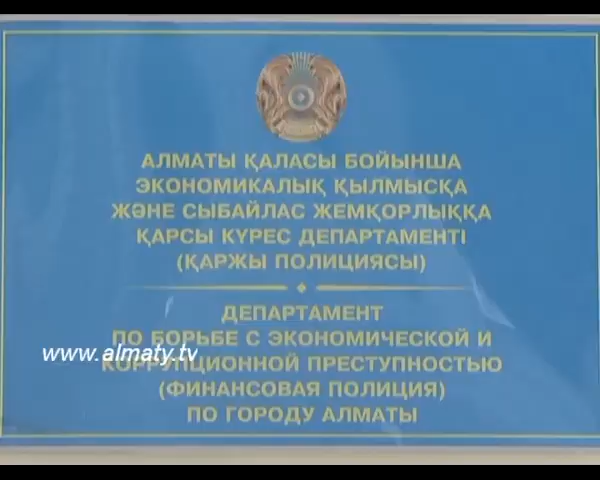 АЛМАТЫ ҚАЛАСЫ БОЙЫНША
ЭКОНОМИКАЛЫҚ ҚЫЛМЫСҚА
ЖӘНЕ СЫБАЙЛАС ЖЕМҚОРЛЫҚҚА
ҚАРСЫ КҮРЕС ДЕПАРТАМЕНТІ
(ҚАРЖЫ ПОЛИЦИЯСЫ)
ДЕПАРТАМЕНТ
ПО БОРЬБЕ С ЭКОНОМИЧЕСКОЙ И
www.almaty.tv
КОРРУПЦИОННОЙ ПРЕСТУПНОСТЬЮ
(ФИНАНСОВАЯ ПОЛИЦИЯ)
ПО ГОРОДУ АЛМАТЫ